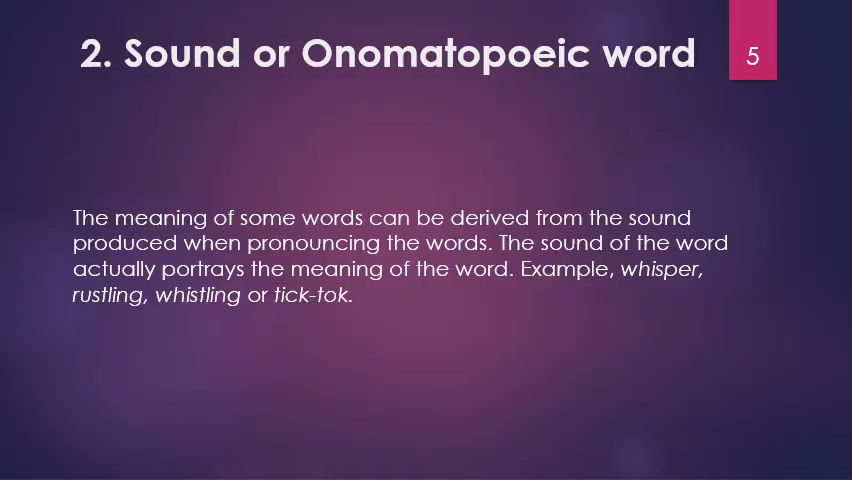 2. Sound or Onomatopoeic word
5
The meaning of some words can be derived from the sound
produced when pronouncing the words. The sound of the word
actually portrays the meaning of the word. Example, whisper,
rustling, whistling or tick-tok.